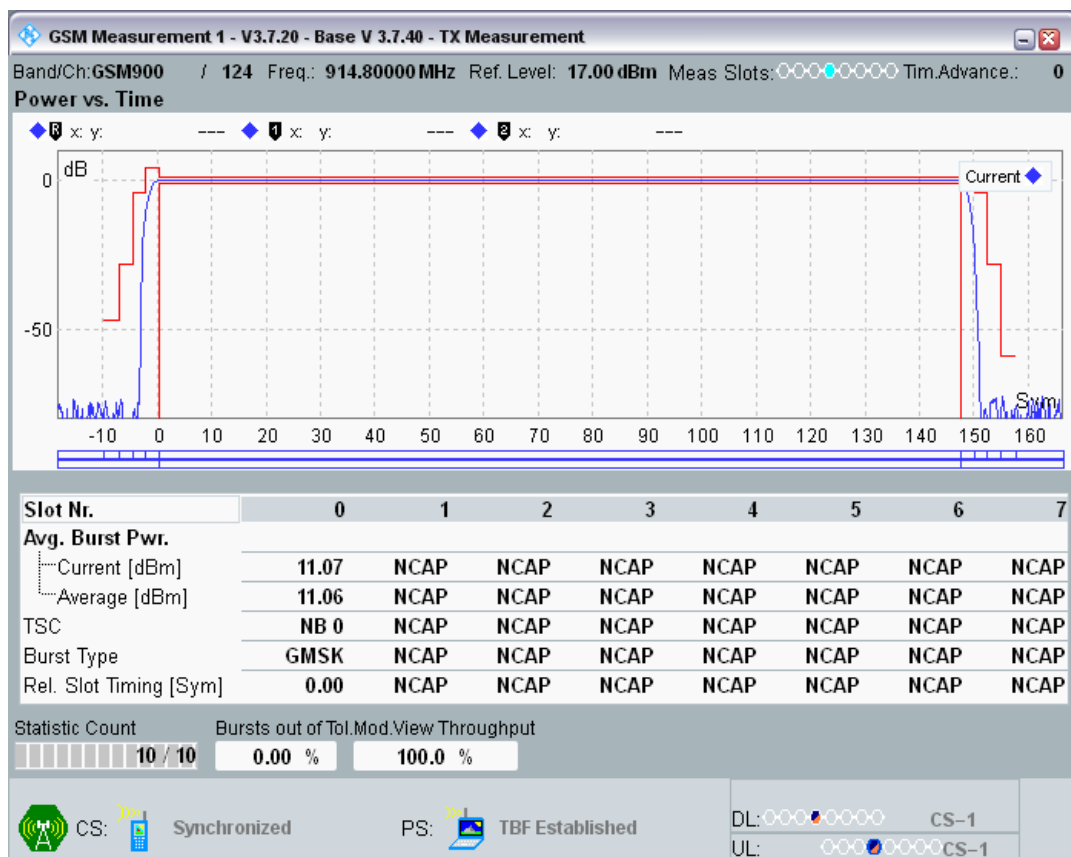 GSM Measurement 1 - V3.7.20 - Base V 3.7.40 - TX Measurement
Band/Ch:GSM900 / 124 Freq.: 914.80000 MHz Ref. Level: 17.00 dBm Meas Slots: Tim.Advance.: 0
Power vs. Time
R x: y: --- 1 x: y: --- 2 x: y: ---
dB
Current
0
-50
Sym
-10 0 10 20 30 40 50 60 70 80 90 100 110 120 130 140 150 160
Slot Nr. 0 1 2 3 4 5 6 7
Avg. Burst Pwr.
Current [dBm] 11.07 NCAP NCAP NCAP NCAP NCAP NCAP NCAP
Average [dBm] 11.06 NCAP NCAP NCAP NCAP NCAP NCAP NCAP
TSC NB 0 NCAP NCAP NCAP NCAP NCAP NCAP NCAP
Burst Type GMSK NCAP NCAP NCAP NCAP NCAP NCAP NCAP
Rel. Slot Timing [Sym] 0.00 NCAP NCAP NCAP NCAP NCAP NCAP NCAP
Statistic Count Bursts out of Tol. Mod.View Throughput
10 / 10 0.00 % 100.0 %
CS: Synchronized PS: TBF Established DL: CS-1
UL: CS-1